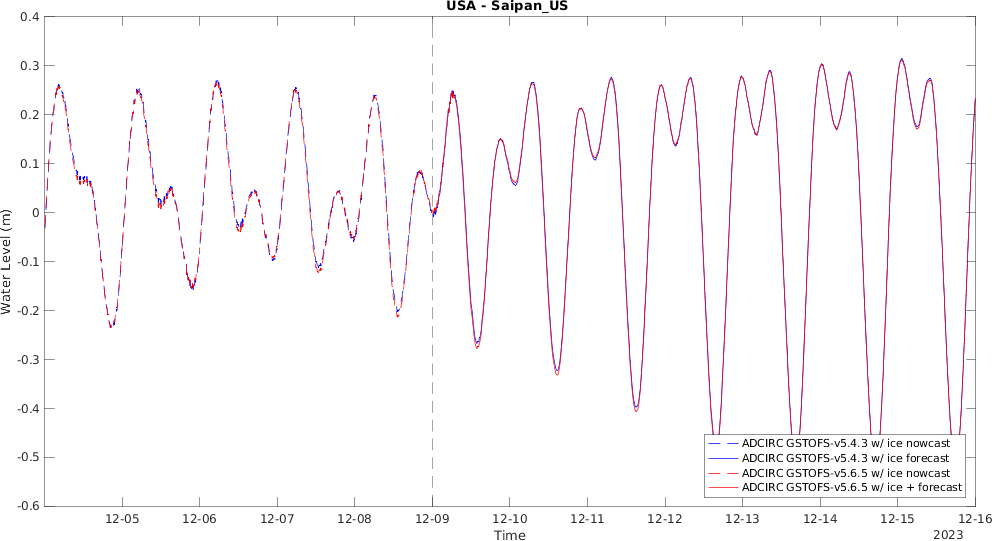 USA - Saipan_US
Water Level (m)
0.4
0.3
0.2
0.1
0
-0.1
-0.2
-0.3
-0.4
-0.5
-0.6
ADCIRC GSTOFS-v5.4.3 w/ ice nowcast
ADCIRC GSTOFS-v5.4.3 w/ ice forecast
ADCIRC GSTOFS-v5.6.5 w/ ice nowcast
ADCIRC GSTOFS-v5.6.5 w/ ice + forecast
12-05 12-06 12-07 12-08 12-09 12-10 12-11 12-12 12-13 12-14 12-15 12-16
Time
2023